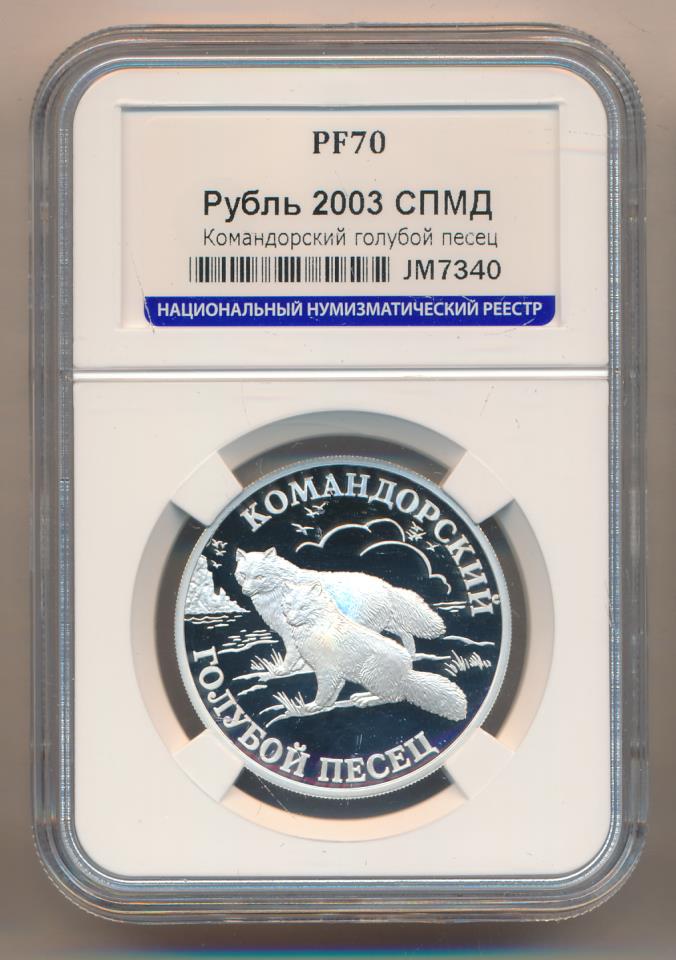 PF70
Рубль 2003 СПМД
Командорский голубой песец
JM7340
НАЦИОНАЛЬНЫЙ НУМИЗМАТИЧЕСКИЙ РЕЕСТР
КОМАНДОРСКИЙ
ГОЛУБОЙ ПЕСЕЦ